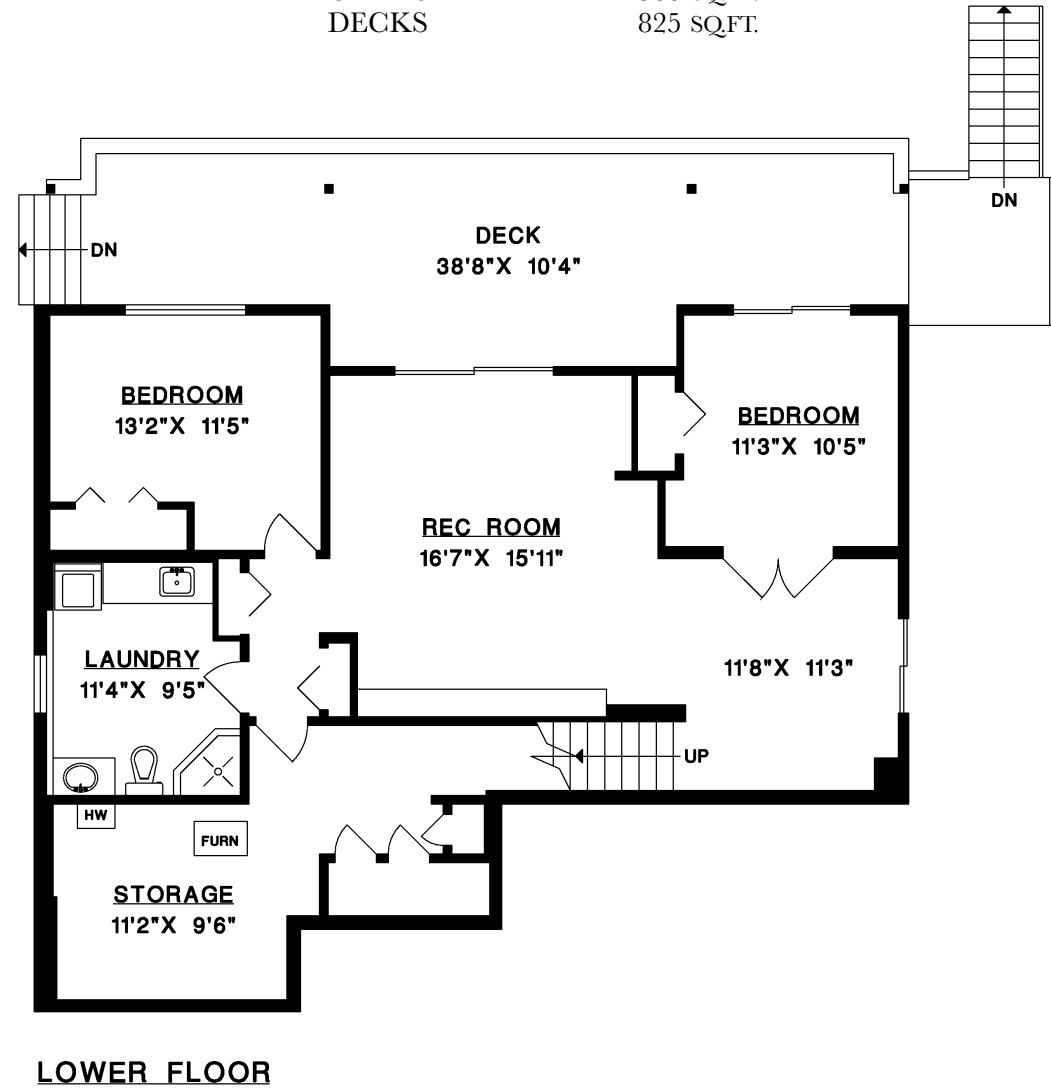 DECKS 825 SQ.FT.
DN
DECK
38'8"X 10'4"
DN
BEDROOM
13'2"X 11'5"
BEDROOM
11'3"X 10'5"
REC ROOM
16'7"X 15'11"
LAUNDRY
11'4"X 9'5"
11'8"X 11'3"
UP
HW
FURN
STORAGE
11'2"X 9'6"
LOWER FLOOR